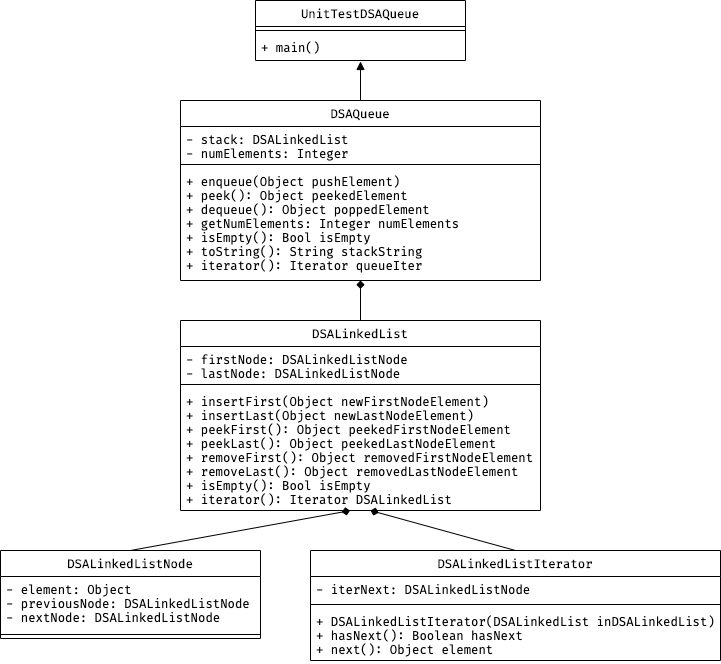 UnitTestDSAQueue
+ main()
DSAQueue
- stack: DSALinkedList
- numElements: Integer
+ enqueue(Object pushElement)
+ peek(): Object peekedElement
+ dequeue(): Object poppedElement
+ getNumElements: Integer numElements
+ isEmpty(): Bool isEmpty
+ toString(): String stackString
+ iterator(): Iterator queueIter
DSALinkedList
- firstNode: DSALinkedListNode
- lastNode: DSALinkedListNode
+ insertFirst(Object newFirstNodeElement)
+ insertLast(Object newLastNodeElement)
+ peekFirst(): Object peekedFirstNodeElement
+ peekLast(): Object peekedLastNodeElement
+ removeFirst(): Object removedFirstNodeElement
+ removeLast(): Object removedLastNodeElement
+ isEmpty(): Bool isEmpty
+ iterator(): Iterator DSALinkedList
DSALinkedListNode
- element: Object
- previousNode: DSALinkedListNode
- nextNode: DSALinkedListNode
DSALinkedListIterator
- iterNext: DSALinkedListNode
+ DSALinkedListIterator(DSALinkedList inDSALinkedList)
+ hasNext(): Boolean hasNext
+ next(): Object element